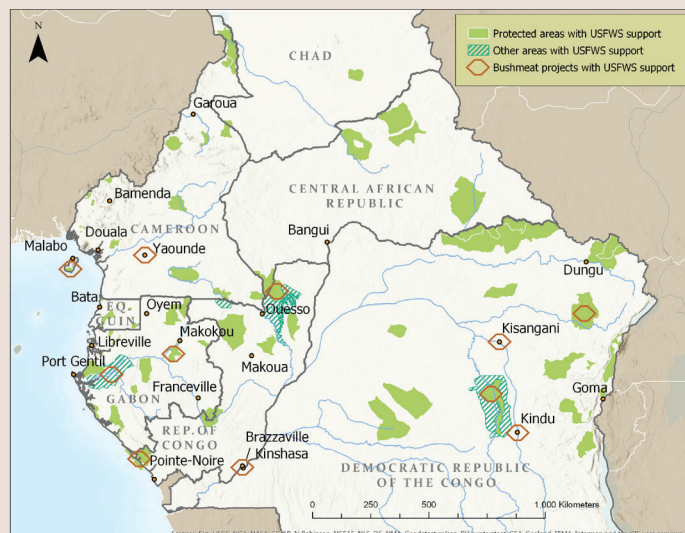 N
Protected areas with USFWS support
Other areas with USFWS support
Bushmeat projects with USFWS support
CHAD
Garoua
Bamenda
CENTRAL AFRICAN
REPUBLIC
Douala
CAMEROON
Malabo
Yaounde
Bangui
Dungu
Bata
EQ.
GUIN
Oyem
Ouesso
Libreville
Makokou
Kisangani
Port Gentil
Makoua
Franceville
Goma
GABON
REP. OF
CONGO
Kindu
Brazzaville
Kinshasa
Pointe-Noire
DEMOCRATIC REPUBLIC
OF THE CONGO
0 250 500 1,000 Kilometers